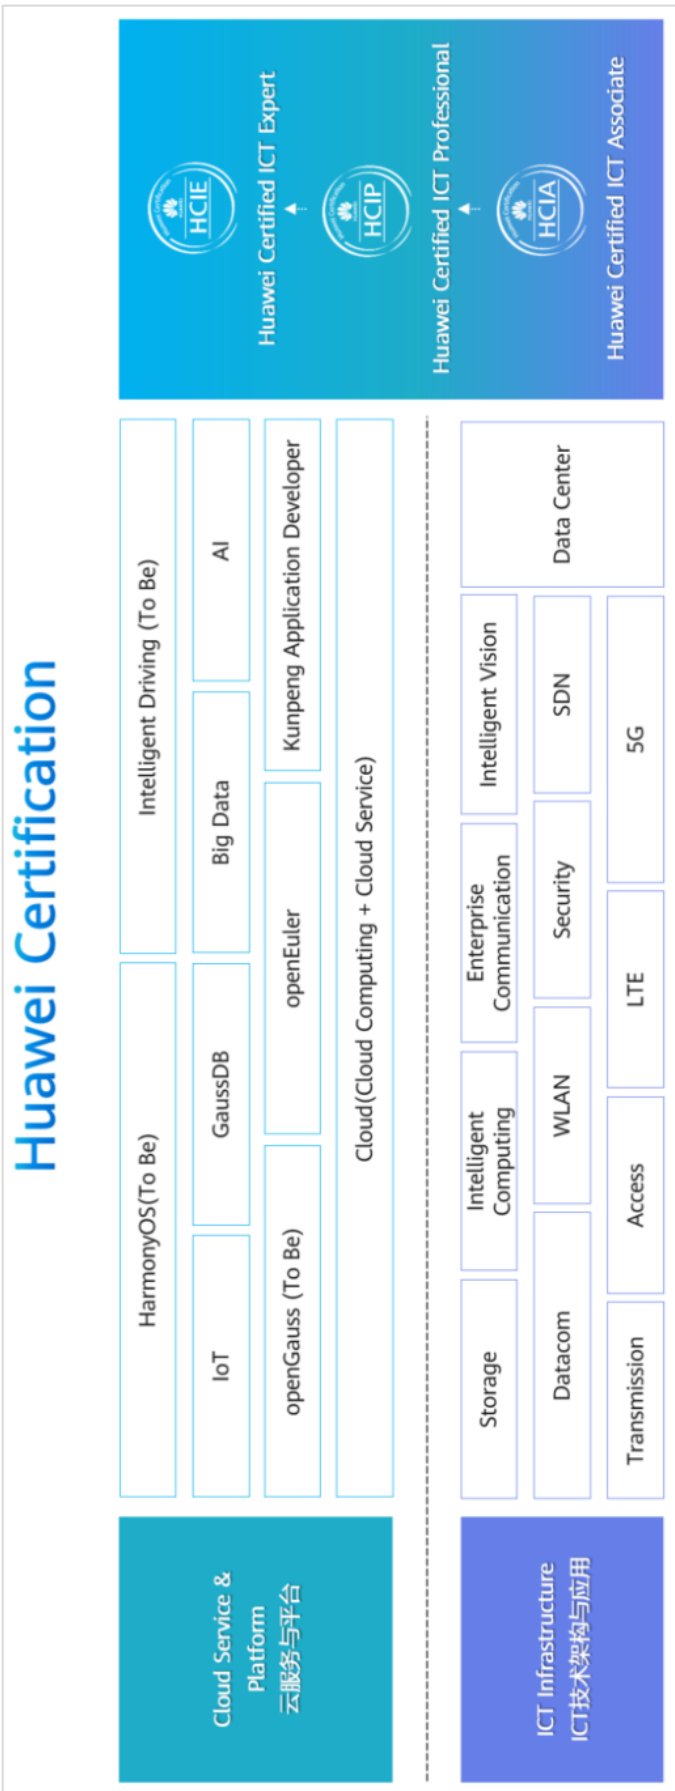 Huawei Certification
Cloud Service &
Platform
云服务与平台
HarmonyOS(To Be)
Intelligent Driving (To Be)
IoT
GaussDB
Big Data
AI
openGauss (To Be)
openEuler
Kunpeng Application Developer
Cloud(Cloud Computing + Cloud Service)
ICT Infrastructure
ICT技术架构与应用
Storage
Intelligent
Computing
Enterprise
Communication
Intelligent Vision
Datacom
WLAN
Security
SDN
Transmission
Access
LTE
5G
Data Center
HCIE
Huawei Certified ICT Expert
HCIP
Huawei Certified ICT Professional
HCIA
Huawei Certified ICT Associate